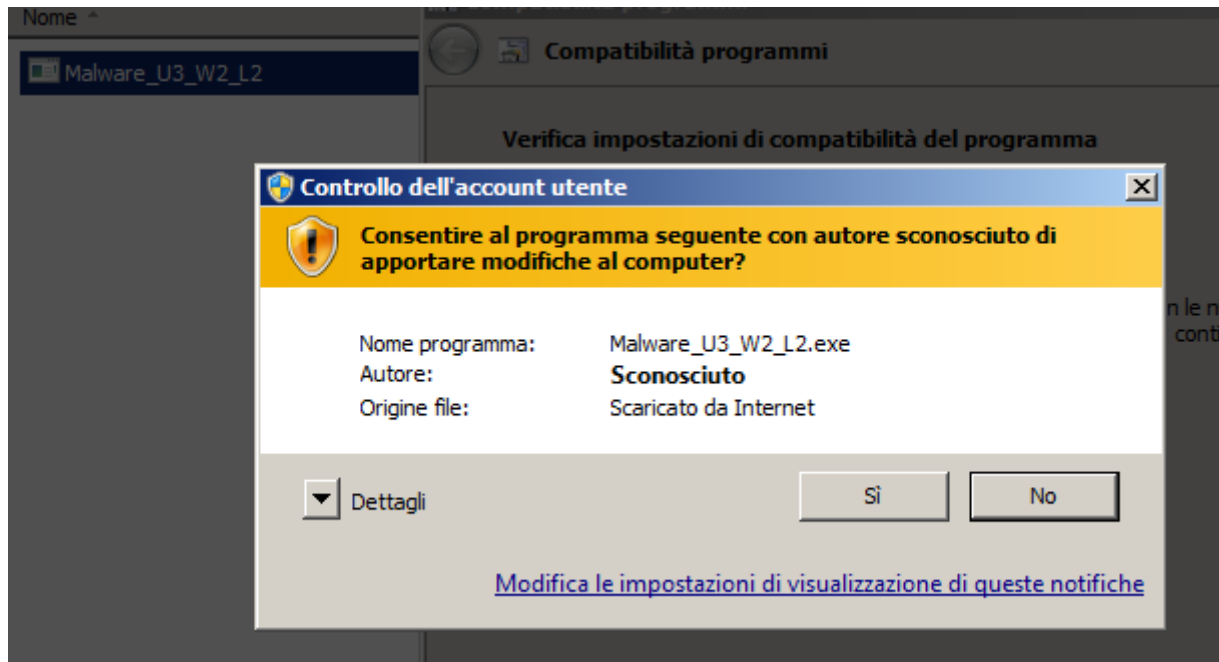 Nome
Malware_U3_W2_L2
Compatibilità programmi
Verifica impostazioni di compatibilità del programma
Controllo dell'account utente
Consentire al programma seguente con autore sconosciuto di
apportare modifiche al computer?
n le n
conti
Nome programma: Malware_U3_W2_L2.exe
Autore: Sconosciuto
Origine file: Scaricato da Internet
Dettagli
Sì
No
Modifica le impostazioni di visualizzazione di queste notifiche